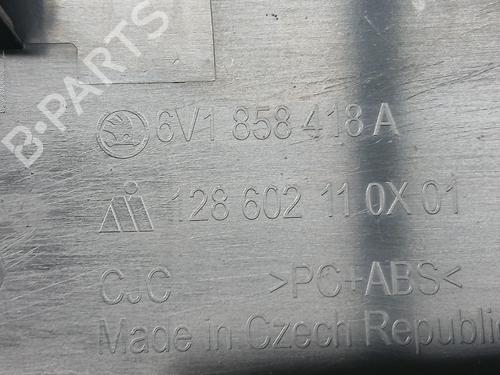 B-PARTS
6V1 858 418 A
128 602 11 0X 01
CJC >PC+ABS<
Made in Czech Republic